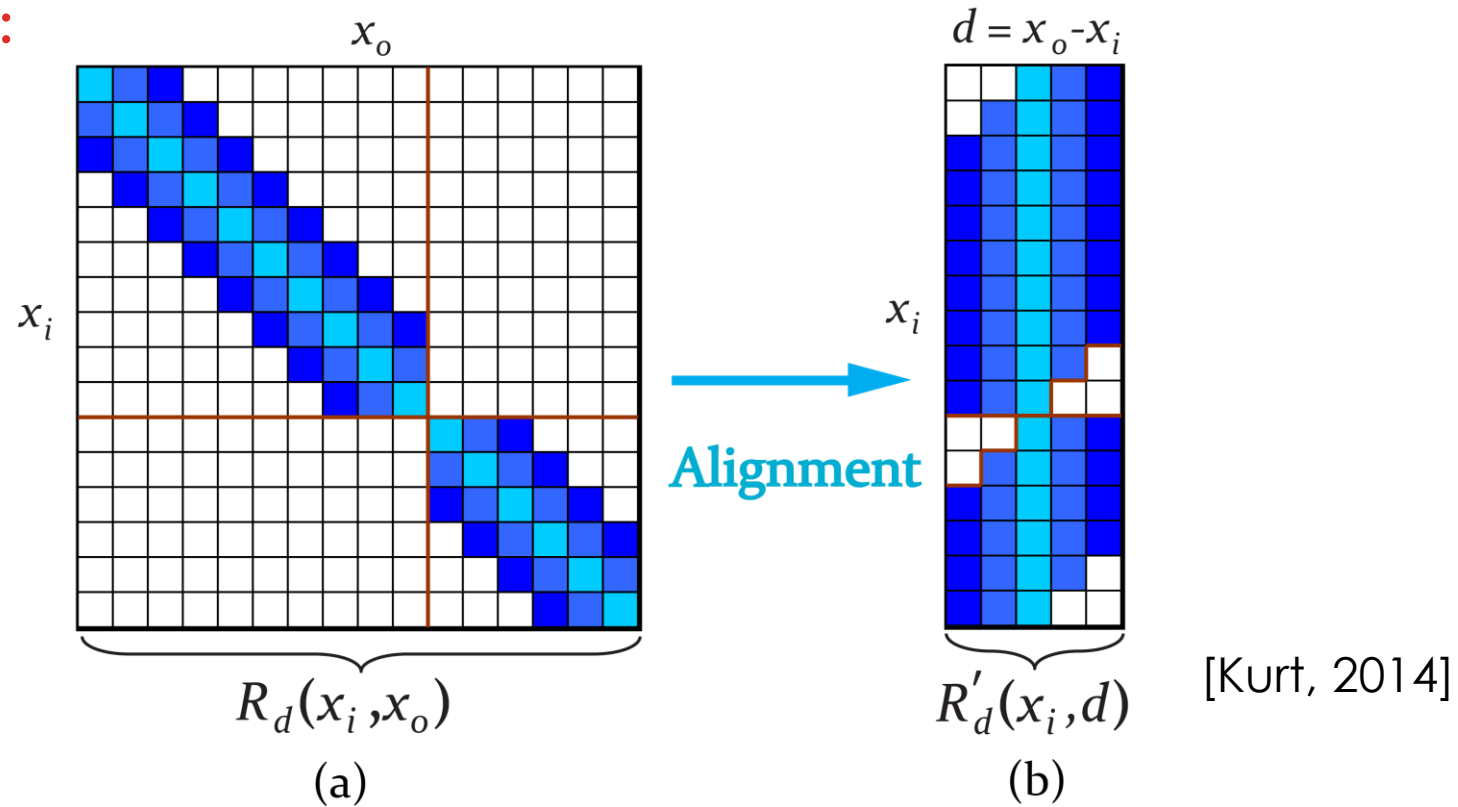 :
x_o
d = x_o-x_i
x_i
x_i
Alignment
R_d(x_i,x_o)
R'_d(x_i,d)
[Kurt, 2014]
(a)
(b)